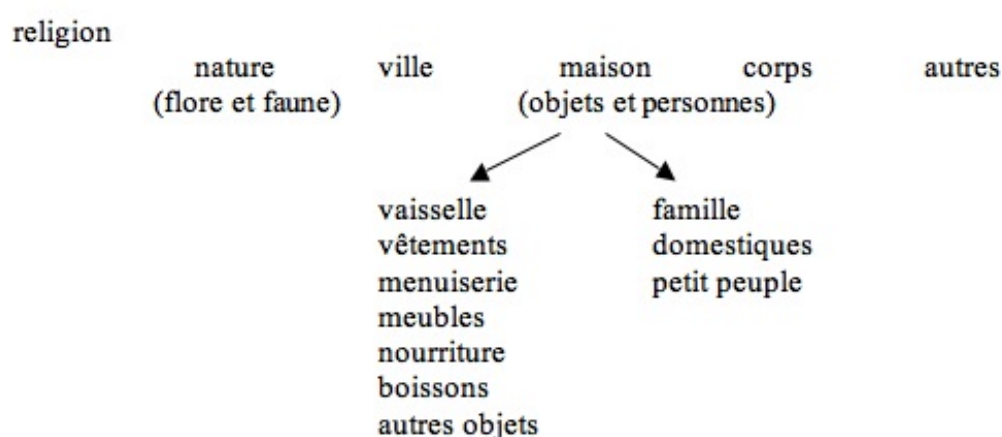 religion
nature ville maison corps autres
(flore et faune) (objets et personnes)
vaisselle famille
vêtements domestiques
menuiserie petit peuple
meubles
nourriture
boissons
autres objets